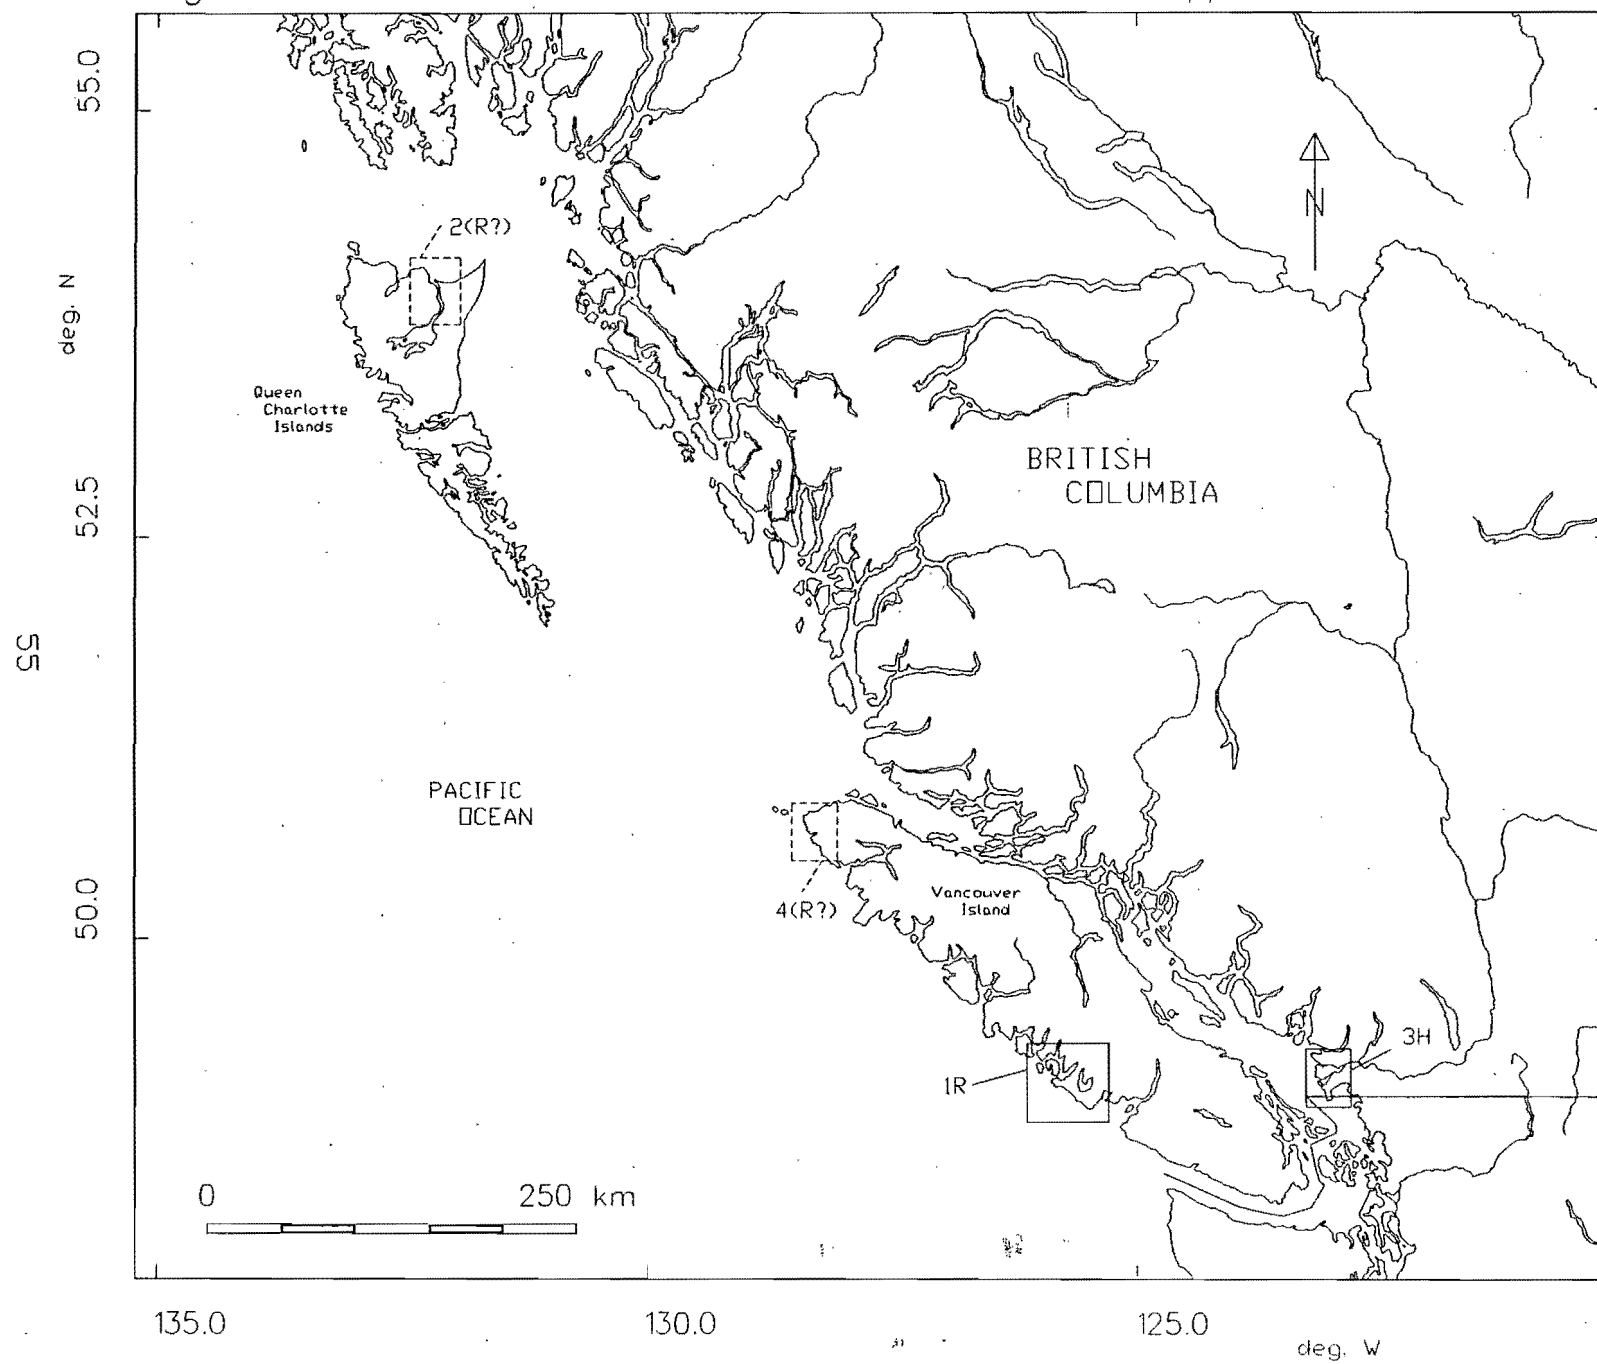 55.0
2(R?)
N
deg. N
Queen
Charlotte
Islands
BRITISH
COLUMBIA
52.5
55
PACIFIC
OCEAN
Vancouver
Island
4(R?)
50.0
3H
1R
0 250 km
135.0 130.0 125.0
deg. W